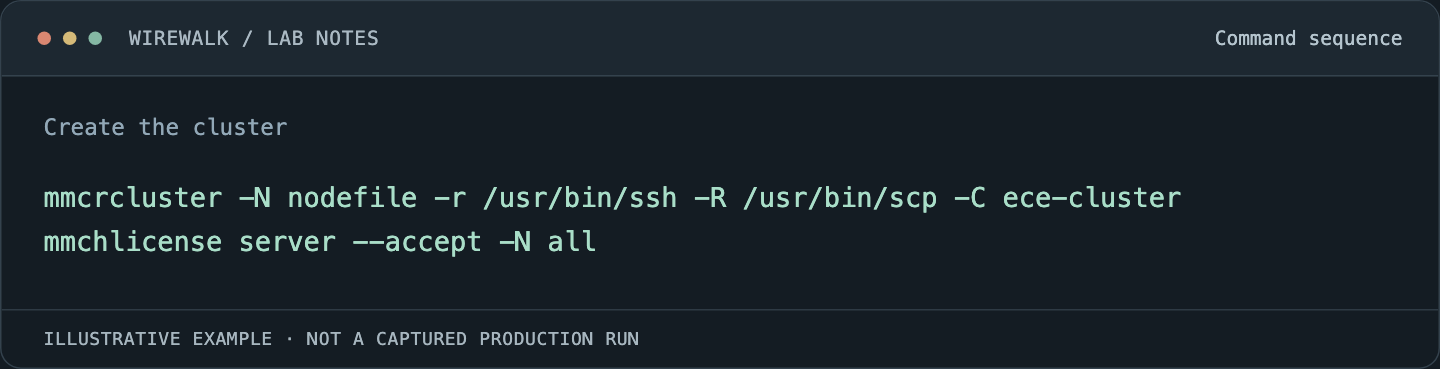 WIREWALK / LAB NOTES
Command sequence
Create the cluster
mmcrcluster -N nodefile -r /usr/bin/ssh -R /usr/bin/scp -C ece-cluster
mmchlicense server --accept -N all
ILLUSTRATIVE EXAMPLE · NOT A CAPTURED PRODUCTION RUN